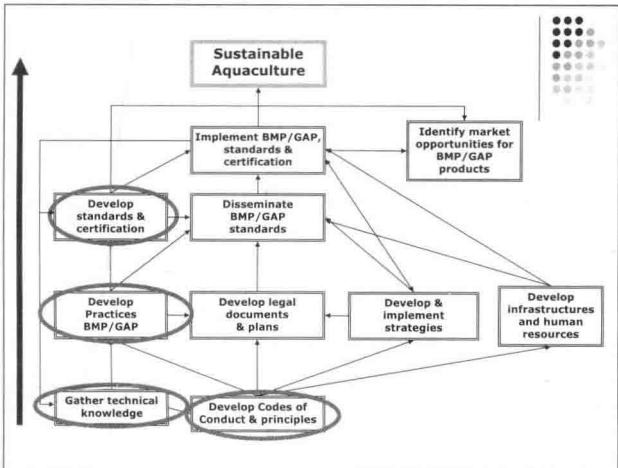 Sustainable
Aquaculture
Implement BMP/GAP,
standards &
certification
Identify market
opportunities for
BMP/GAP
products
Develop
standards &
certification
Disseminate
BMP/GAP
standards
Develop
Practices
BMP/GAP
Develop legal
documents
& plans
Develop &
implement
strategies
Develop
infrastructures
and human
resources
Gather technical
knowledge
Develop Codes of
Conduct & principles